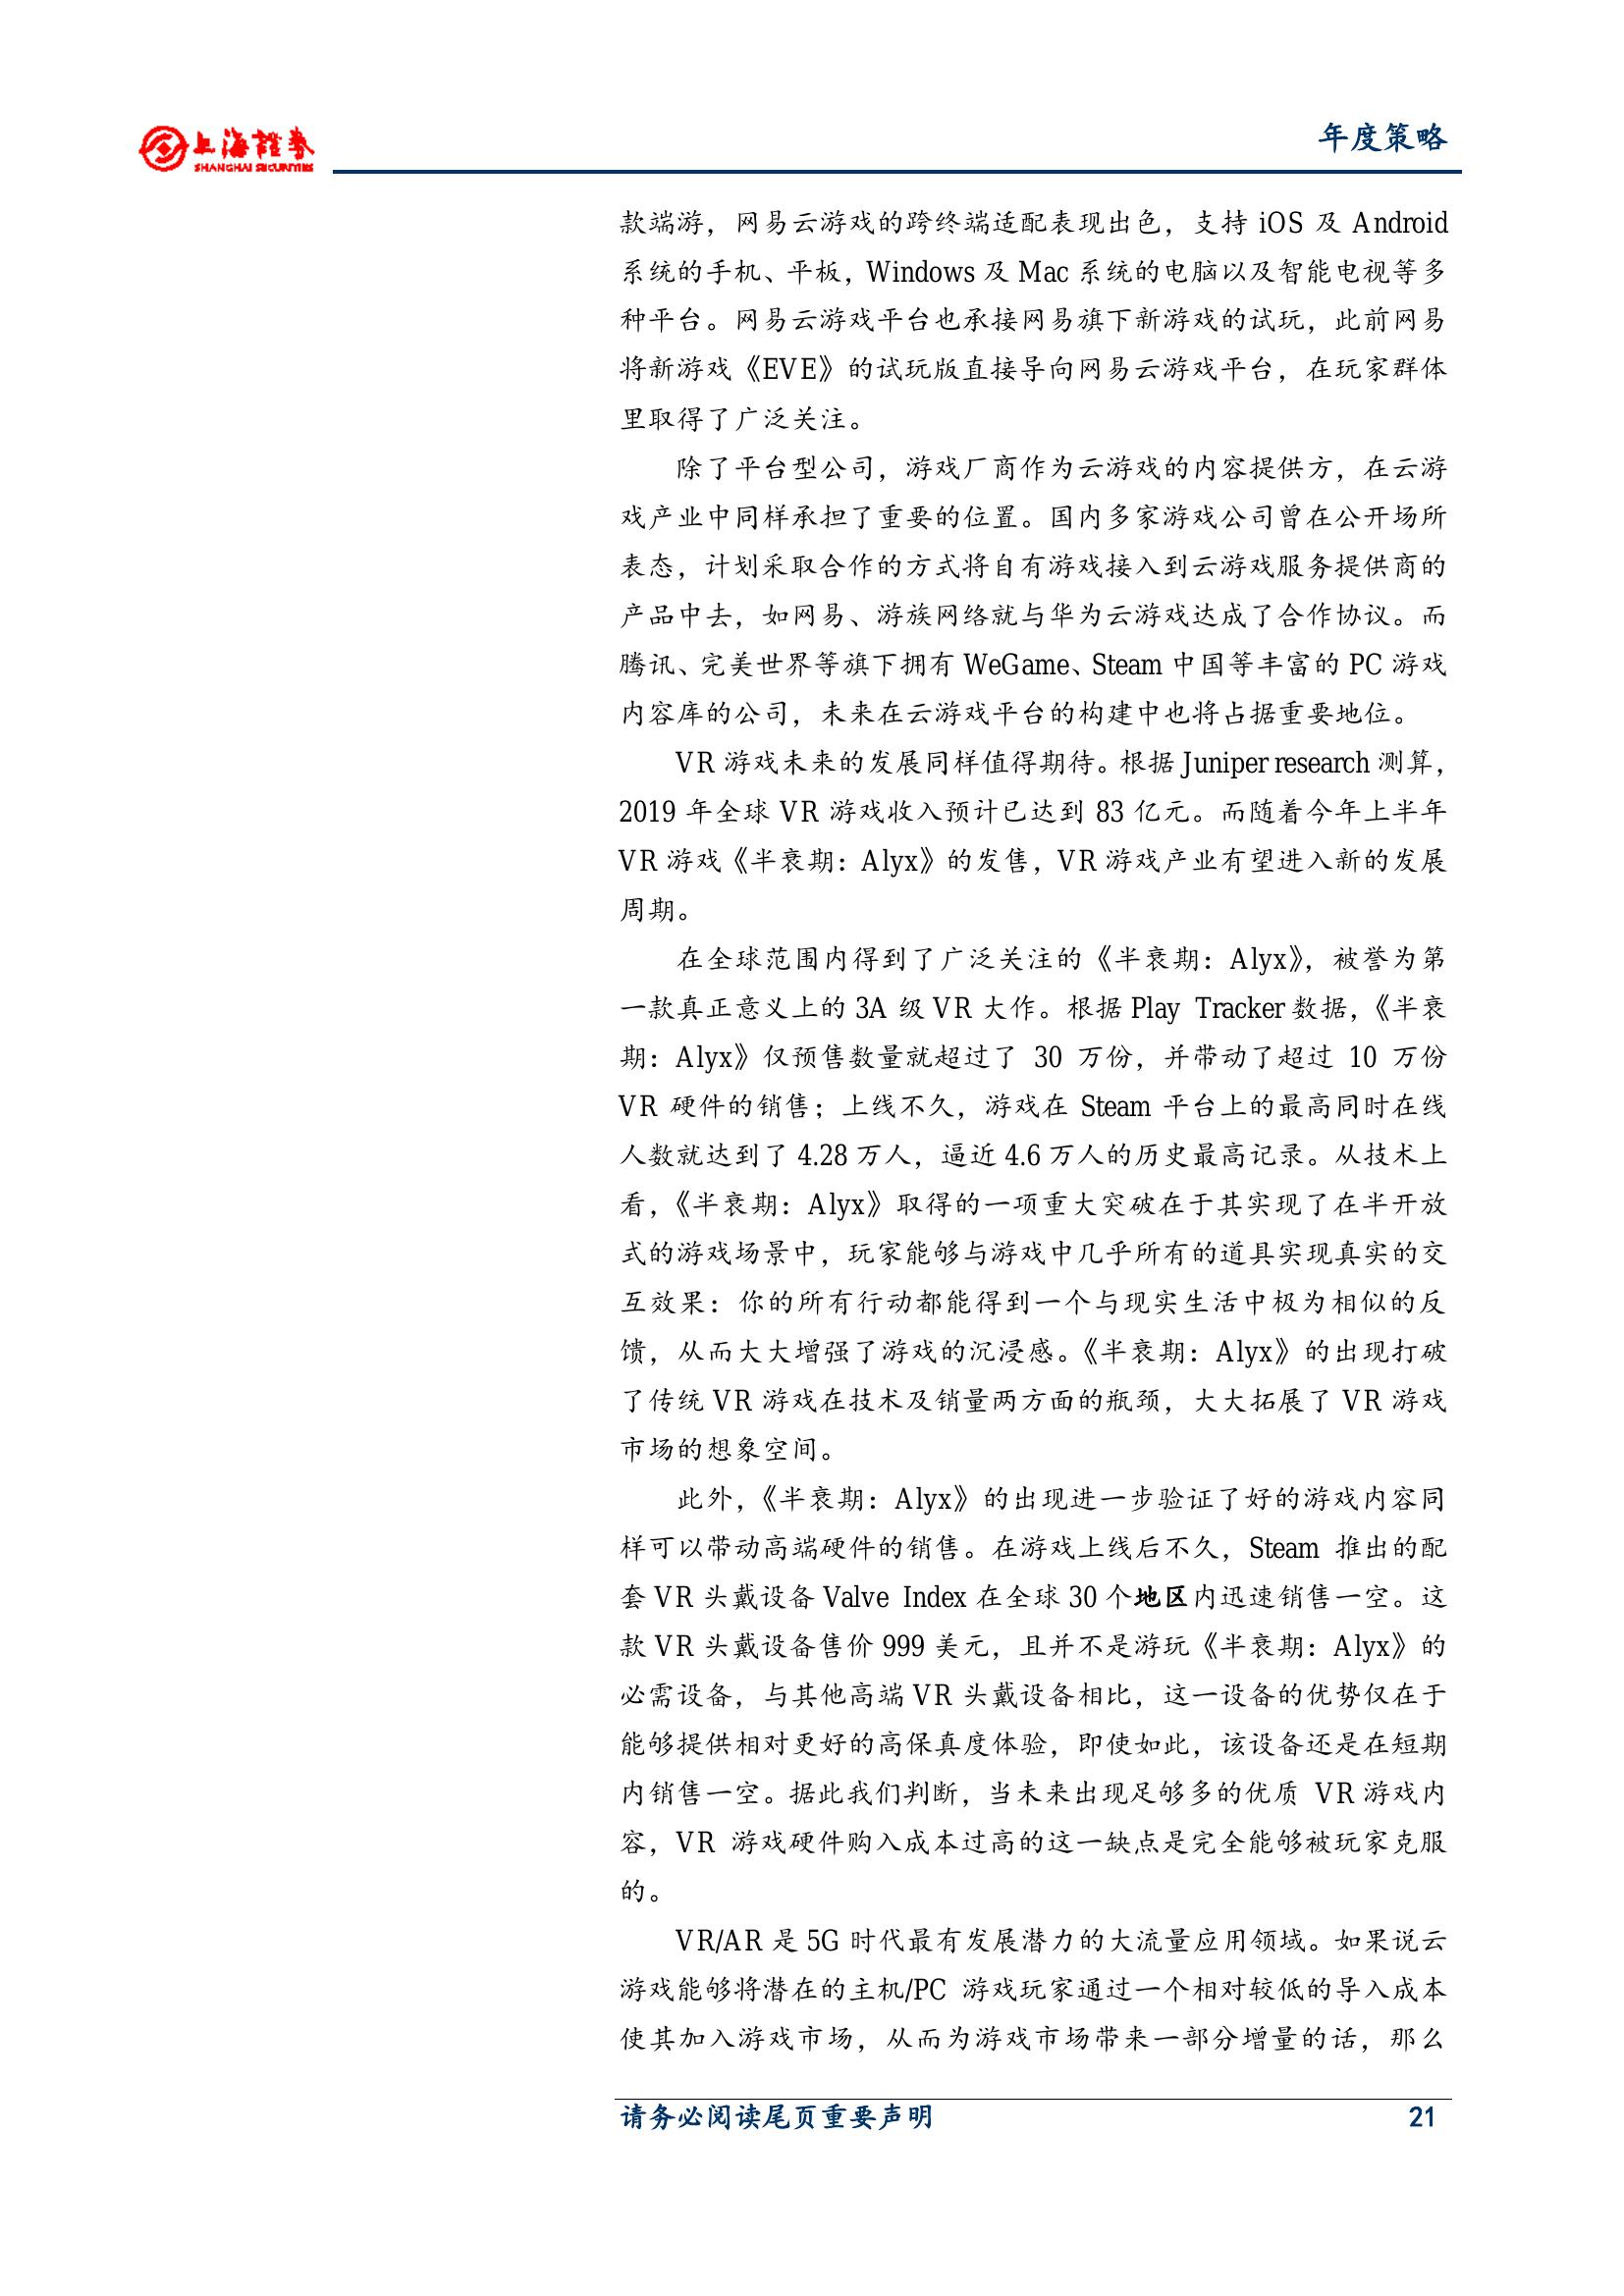 上海證券
SHANGHAI SECURITIES
年度策略
款端游，网易云游戏的跨终端适配表现出色，支持 iOS 及 Android
系统的手机、平板，Windows 及 Mac 系统的电脑以及智能电视等多
种平台。网易云游戏平台也承接网易旗下新游戏的试玩，此前网易
将新游戏《EVE》的试玩版直接导向网易云游戏平台，在玩家群体
里取得了广泛关注。
除了平台型公司，游戏厂商作为云游戏的内容提供方，在云游
戏产业中同样承担了重要的位置。国内多家游戏公司曾在公开场所
表态，计划采取合作的方式将自有游戏接入到云游戏服务提供商的
产品中去，如网易、游族网络就与华为云游戏达成了合作协议。而
腾讯、完美世界等旗下拥有 WeGame、Steam 中国等丰富的 PC 游戏
内容库的公司，未来在云游戏平台的构建中也将占据重要地位。
VR 游戏未来的发展同样值得期待。根据 Juniper research 测算，
2019 年全球 VR 游戏收入预计已达到 83 亿元。而随着今年上半年
VR 游戏《半衰期：Alyx》的发售，VR 游戏产业有望进入新的发展
周期。
在全球范围内得到了广泛关注的《半衰期：Alyx》，被誉为第
一款真正意义上的 3A 级 VR 大作。根据 Play Tracker 数据，《半衰
期：Alyx》仅预售数量就超过了 30 万份，并带动了超过 10 万份
VR 硬件的销售；上线不久，游戏在 Steam 平台上的最高同时在线
人数就达到了 4.28 万人，逼近 4.6 万人的历史最高记录。从技术上
看，《半衰期：Alyx》取得的一项重大突破在于其实现了在半开放
式的游戏场景中，玩家能够与游戏中几乎所有的道具实现真实的交
互效果：你的所有行动都能得到一个与现实生活中极为相似的反
馈，从而大大增强了游戏的沉浸感。《半衰期：Alyx》的出现打破
了传统 VR 游戏在技术及销量两方面的瓶颈，大大拓展了 VR 游戏
市场的想象空间。
此外，《半衰期：Alyx》的出现进一步验证了好的游戏内容同
样可以带动高端硬件的销售。在游戏上线后不久，Steam 推出的配
套 VR 头戴设备 Valve Index 在全球 30 个地区内迅速销售一空。这
款 VR 头戴设备售价 999 美元，且并不是游玩《半衰期：Alyx》的
必需设备，与其他高端 VR 头戴设备相比，这一设备的优势仅在于
能够提供相对更好的高保真度体验，即使如此，该设备还是在短期
内销售一空。据此我们判断，当未来出现足够多的优质 VR 游戏内
容，VR 游戏硬件购入成本过高的这一缺点是完全能够被玩家克服
的。
VR/AR 是 5G 时代最有发展潜力的大流量应用领域。如果说云
游戏能够将潜在的主机/PC 游戏玩家通过一个相对较低的导入成本
使其加入游戏市场，从而为游戏市场带来一部分增量的话，那么
请务必阅读尾页重要声明
21